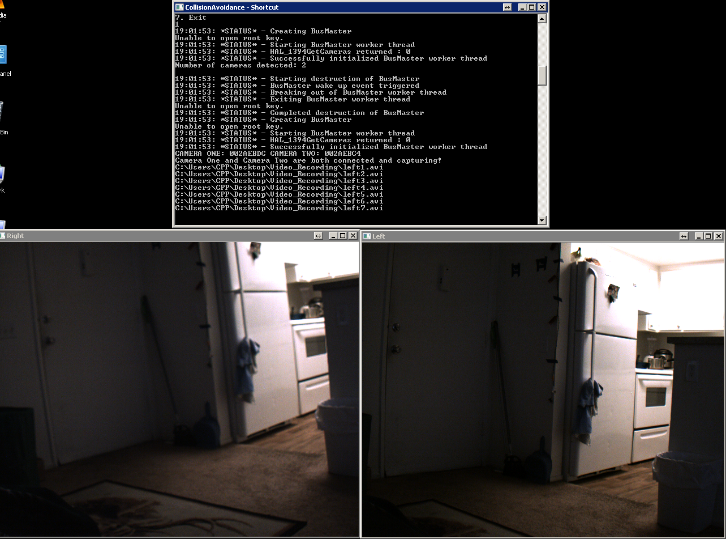 CollisionAvoidance - Shortcut
7. Exit
1
19:01:53: *STATUS* - Creating BusMaster
Unable to open root key.
19:01:53: *STATUS* - Starting BusMaster worker thread
19:01:53: *STATUS* - HAL_1394GetCameras returned : 0
19:01:53: *STATUS* - Successfully initialized BusMaster worker thread
Number of cameras detected: 2
19:01:53: *STATUS* - Starting destruction of BusMaster
19:01:53: *STATUS* - BusMaster wake up event triggered
19:01:53: *STATUS* - Breaking out of BusMaster worker thread
19:01:53: *STATUS* - Exiting BusMaster worker thread
Unable to open root key.
19:01:53: *STATUS* - Completed destruction of BusMaster
19:01:53: *STATUS* - Creating BusMaster
Unable to open root key.
19:01:53: *STATUS* - Starting BusMaster worker thread
19:01:53: *STATUS* - HAL_1394GetCameras returned : 0
19:01:53: *STATUS* - Successfully initialized BusMaster worker thread
CAMERA ONE: CAMERA TWO:
Camera One and Camera Two are both connected and capturing?
C:\Users\CPP\Desktop\Video_Recording\left1.avi
C:\Users\CPP\Desktop\Video_Recording\left2.avi
C:\Users\CPP\Desktop\Video_Recording\left3.avi
C:\Users\CPP\Desktop\Video_Recording\left4.avi
C:\Users\CPP\Desktop\Video_Recording\left5.avi
C:\Users\CPP\Desktop\Video_Recording\left6.avi
C:\Users\CPP\Desktop\Video_Recording\left7.avi
Right
Left